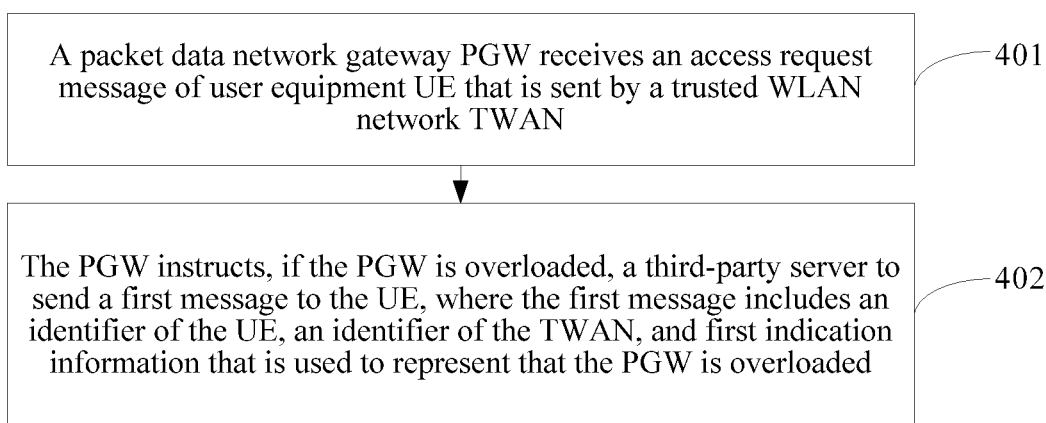 A packet data network gateway PGW receives an access request
message of user equipment UE that is sent by a trusted WLAN
network TWAN
401
The PGW instructs, if the PGW is overloaded, a third-party server to
send a first message to the UE, where the first message includes an
identifier of the UE, an identifier of the TWAN, and first indication
information that is used to represent that the PGW is overloaded
402